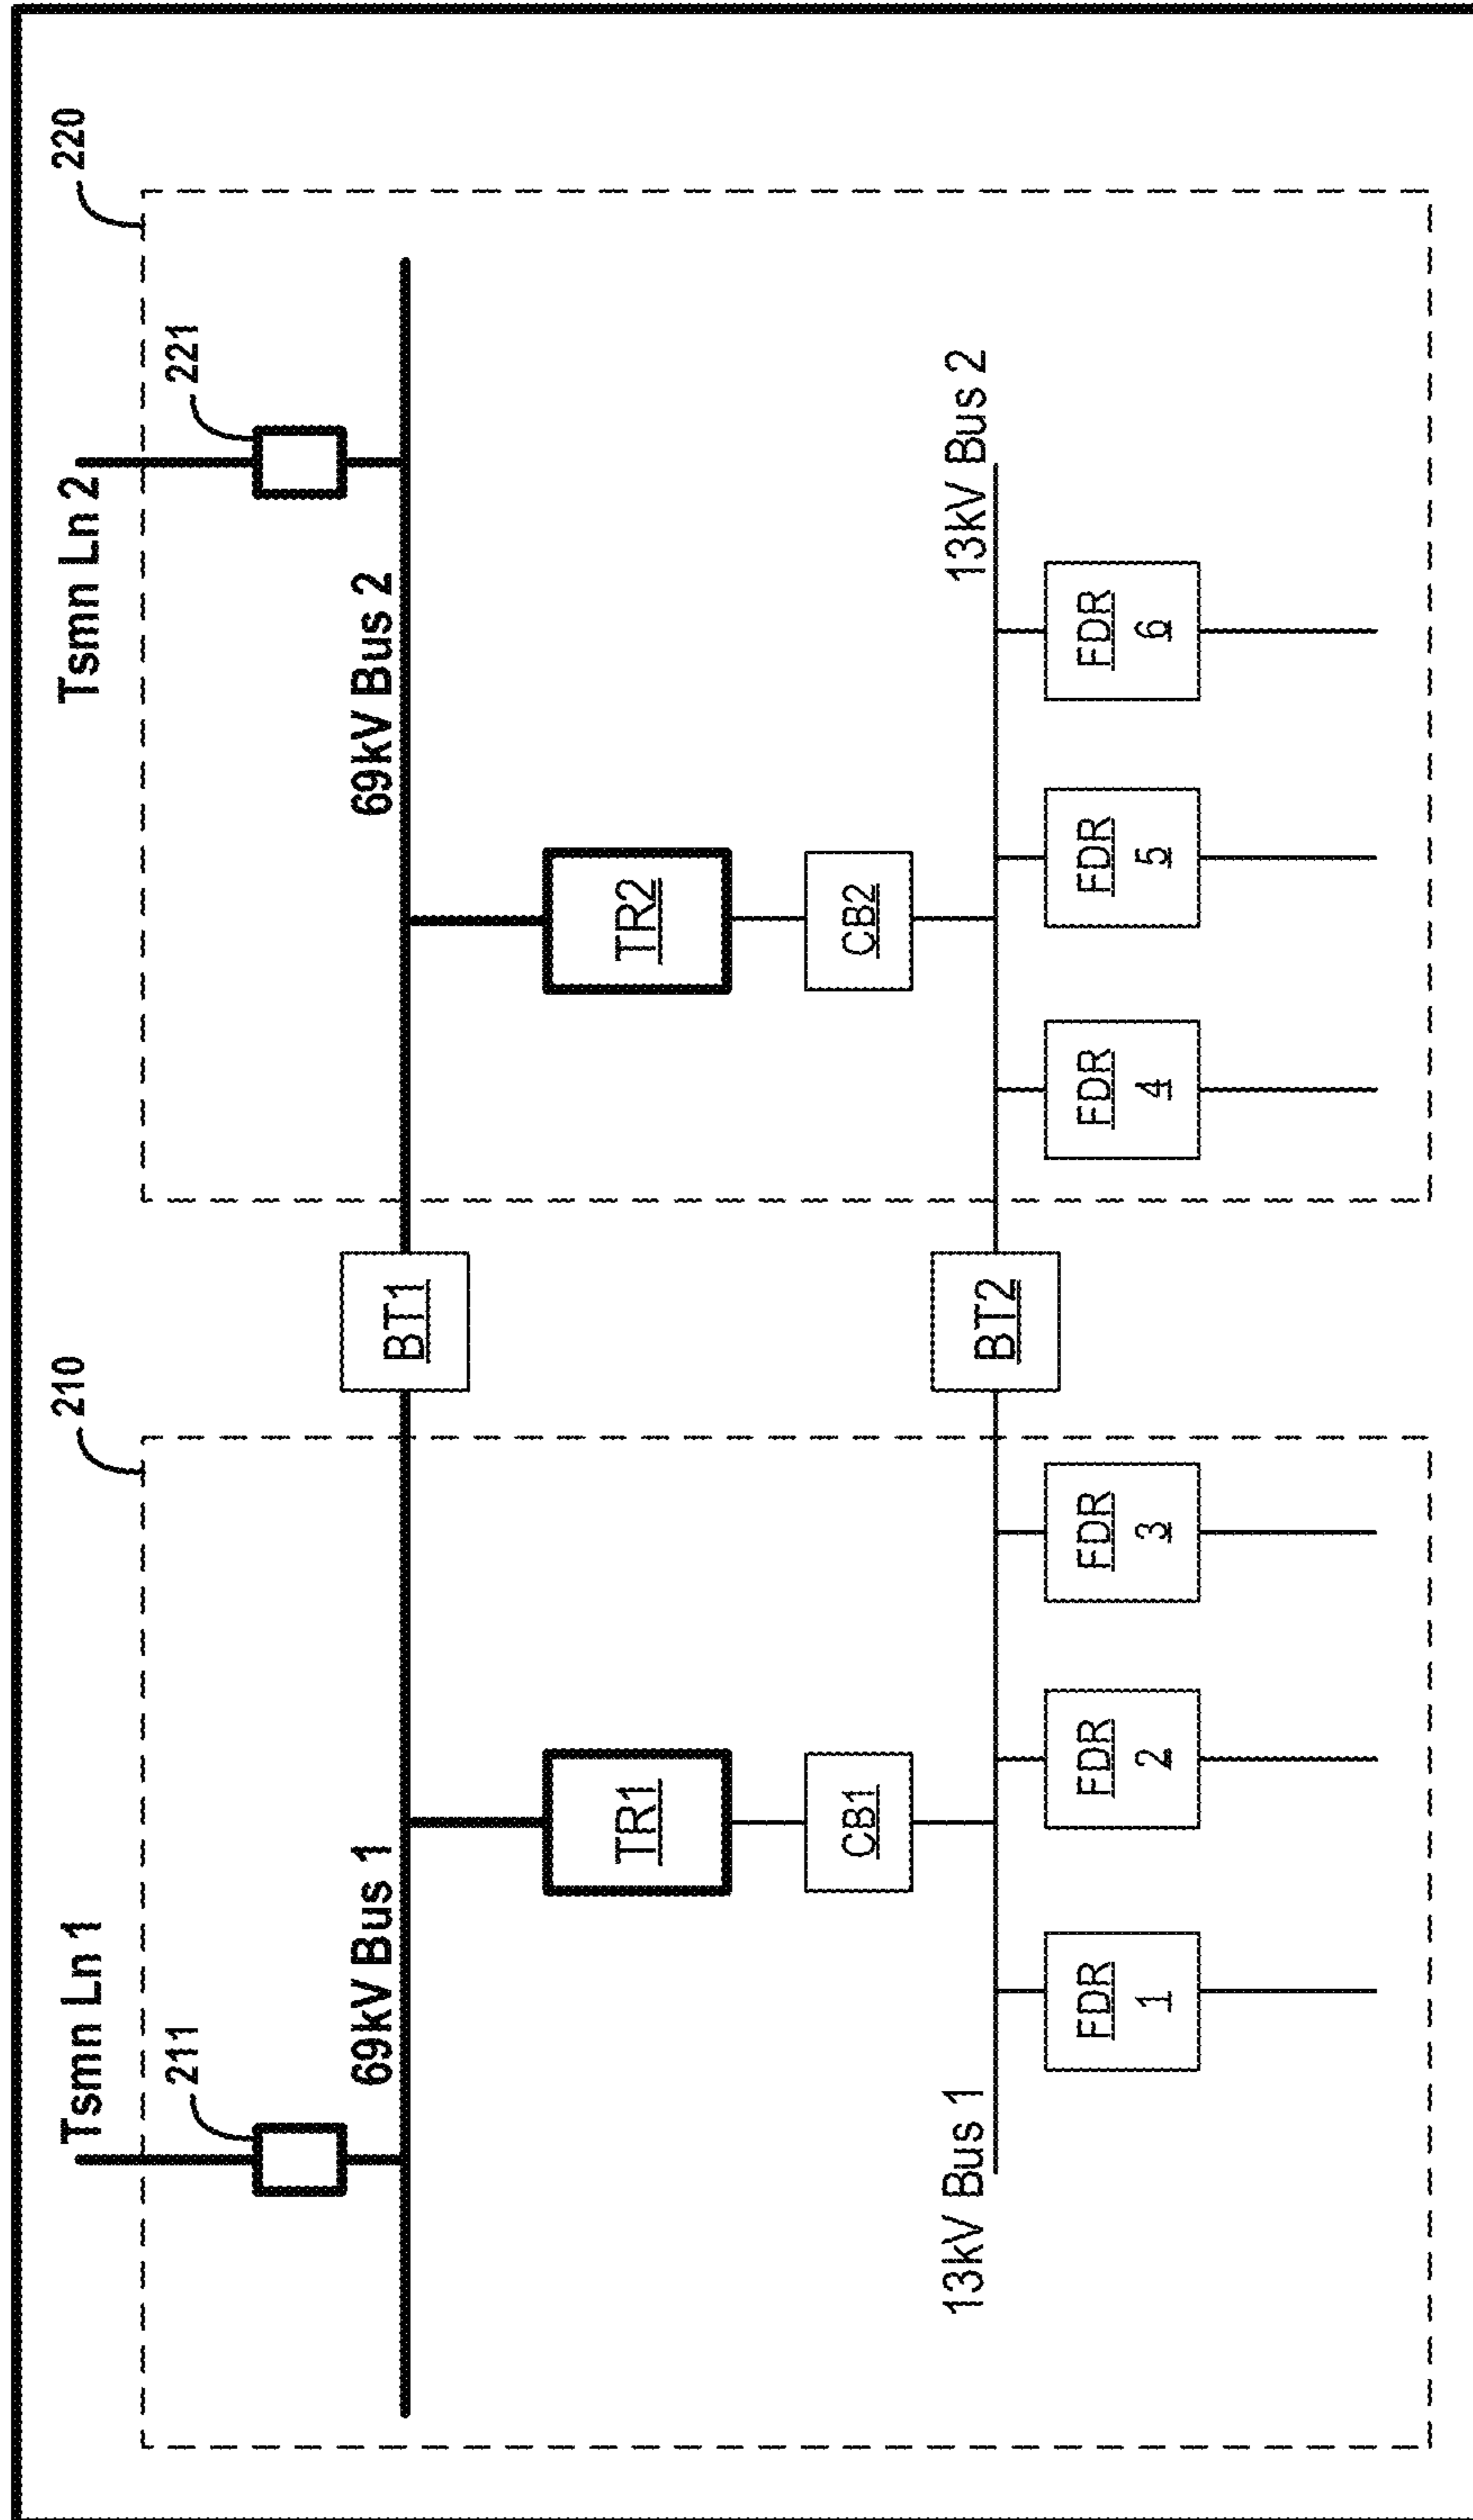 Tsmn Ln 1
210
Tsmn Ln 2
220
211
221
69kV Bus 1
BT1
69kV Bus 2
TR1
TR2
CB1
CB2
13kV Bus 1
BT2
13kV Bus 2
FDR
1
FDR
2
FDR
3
FDR
4
FDR
5
FDR
6